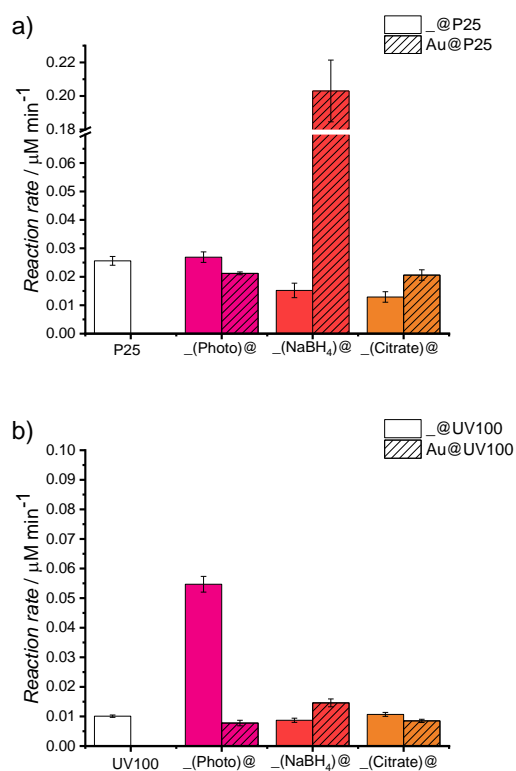 a)
_@P25
Au@P25
0.22
0.20
0.18
0.06
0.05
0.04
0.03
0.02
0.01
0.00
Reaction rate / μM min⁻¹
P25 _(Photo)@ _(NaBH₄)@ _(Citrate)@
b)
_@UV100
Au@UV100
0.10
0.09
0.08
0.07
0.06
0.05
0.04
0.03
0.02
0.01
0.00
Reaction rate / μM min⁻¹
UV100 _(Photo)@ _(NaBH₄)@ _(Citrate)@